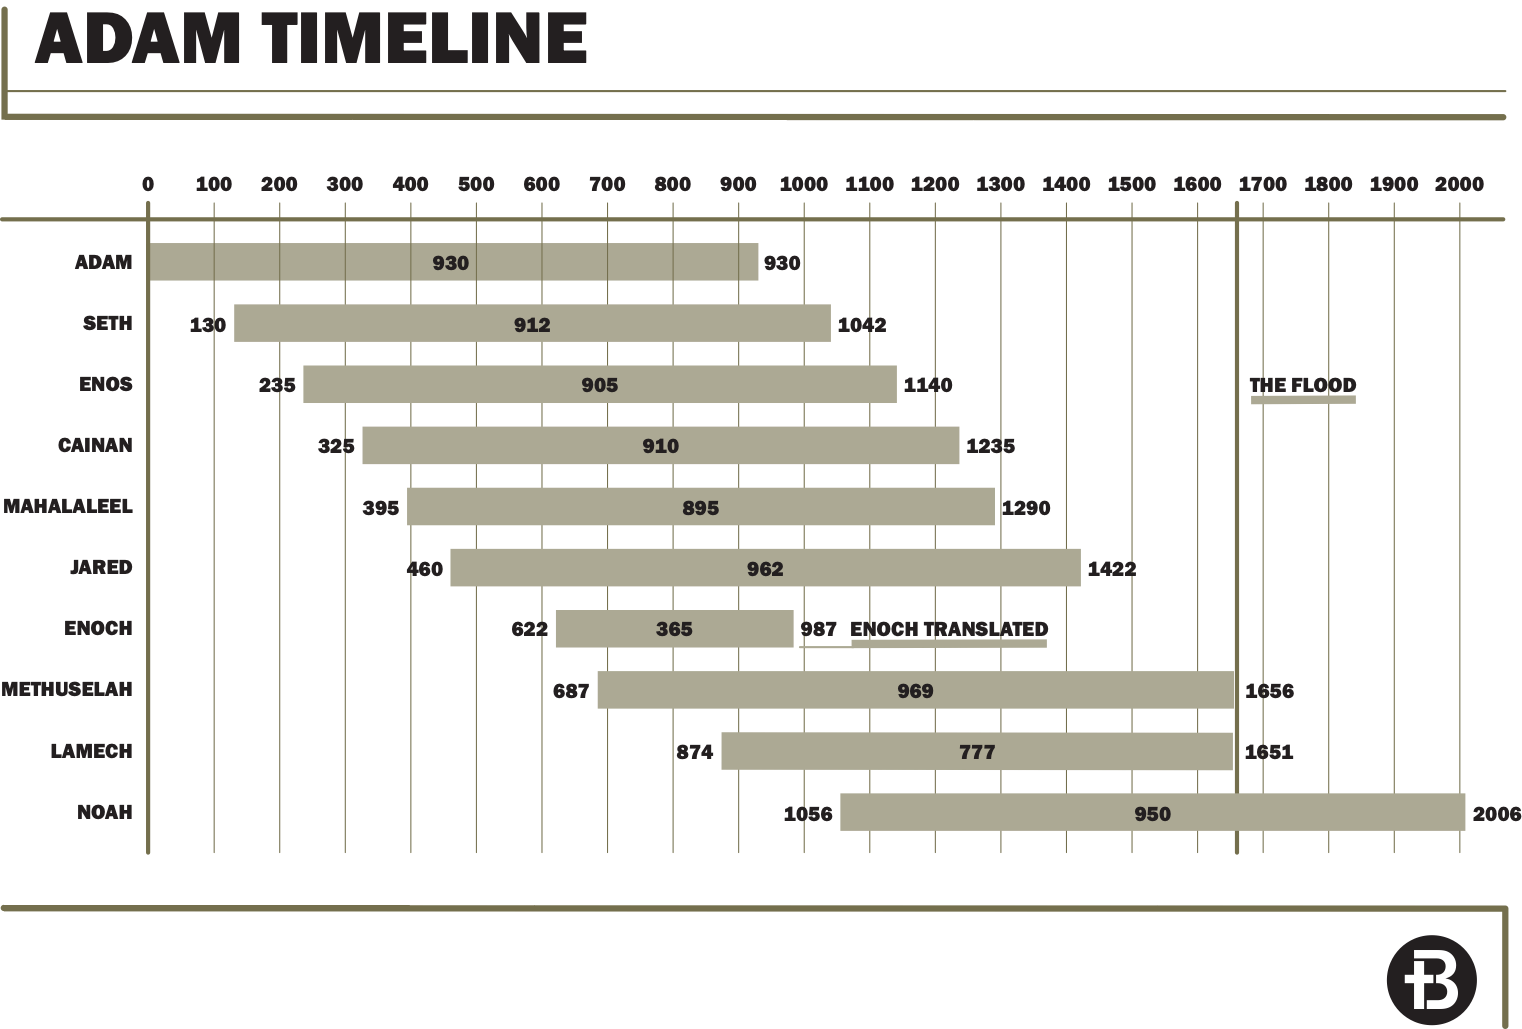 ADAM TIMELINE
0 100 200 300 400 500 600 700 800 900 1000 1100 1200 1300 1400 1500 1600 1700 1800 1900 2000
ADAM 930 930
SETH 130 912 1042
ENOS 235 905 1140 THE FLOOD
CAINAN 325 910 1235
MAHALALEEL 395 895 1290
JARED 460 962 1422
ENOCH 622 365 987 ENOCH TRANSLATED
METHUSELAH 687 969 1656
LAMECH 874 777 1651
NOAH 1056 950 2006
B